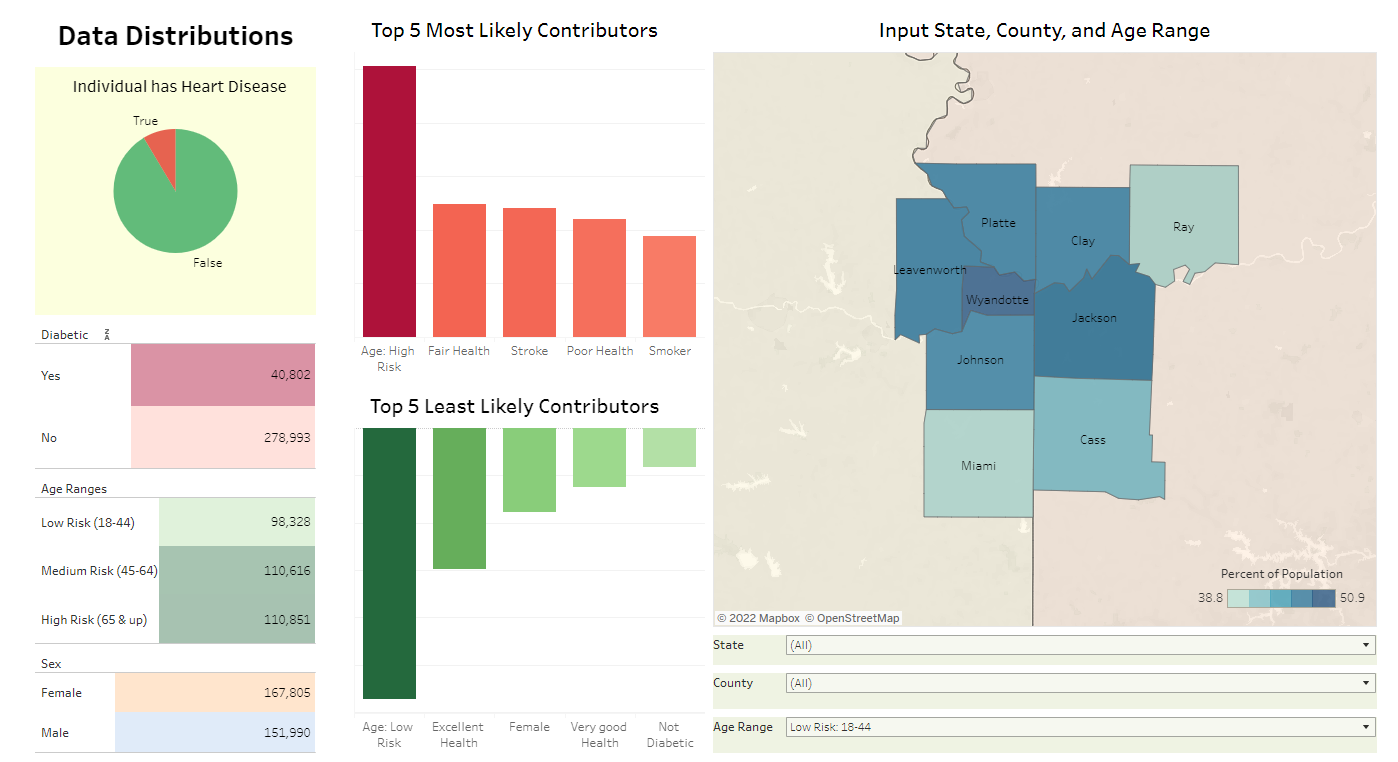 Data Distributions
Individual has Heart Disease
True
False
Diabetic
Yes 40,802
No 278,993
Age Ranges
Low Risk (18-44) 98,328
Medium Risk (45-64) 110,616
High Risk (65 & up) 110,851
Sex
Female 167,805
Male 151,990
Top 5 Most Likely Contributors
Age: High
Risk
Fair Health
Stroke
Poor Health
Smoker
Top 5 Least Likely Contributors
Age: Low
Risk
Excellent
Health
Female
Very good
Health
Not
Diabetic
Input State, County, and Age Range
Platte
Clay
Ray
Leavenworth
Wyandotte
Jackson
Johnson
Cass
Miami
Percent of Population
38.8 50.9
© 2022 Mapbox © OpenStreetMap
State (All)
County (All)
Age Range Low Risk: 18-44